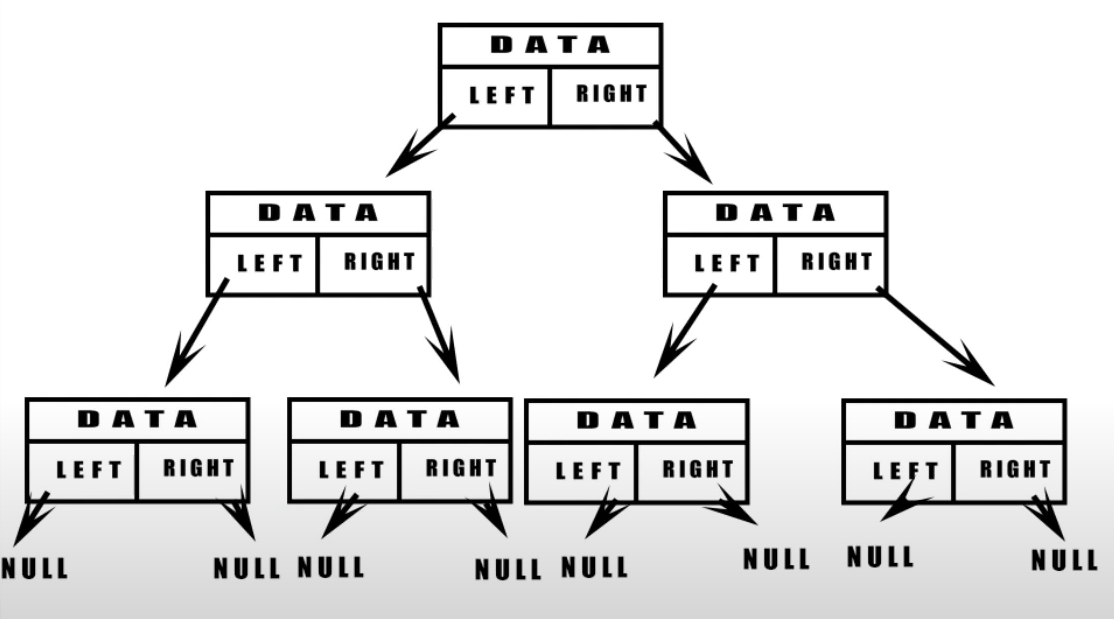 DATA
LEFT RIGHT
DATA DATA
LEFT RIGHT LEFT RIGHT
DATA DATA DATA DATA
LEFT RIGHT LEFT RIGHT LEFT RIGHT LEFT RIGHT
NULL NULL NULL NULL NULL NULL NULL NULL